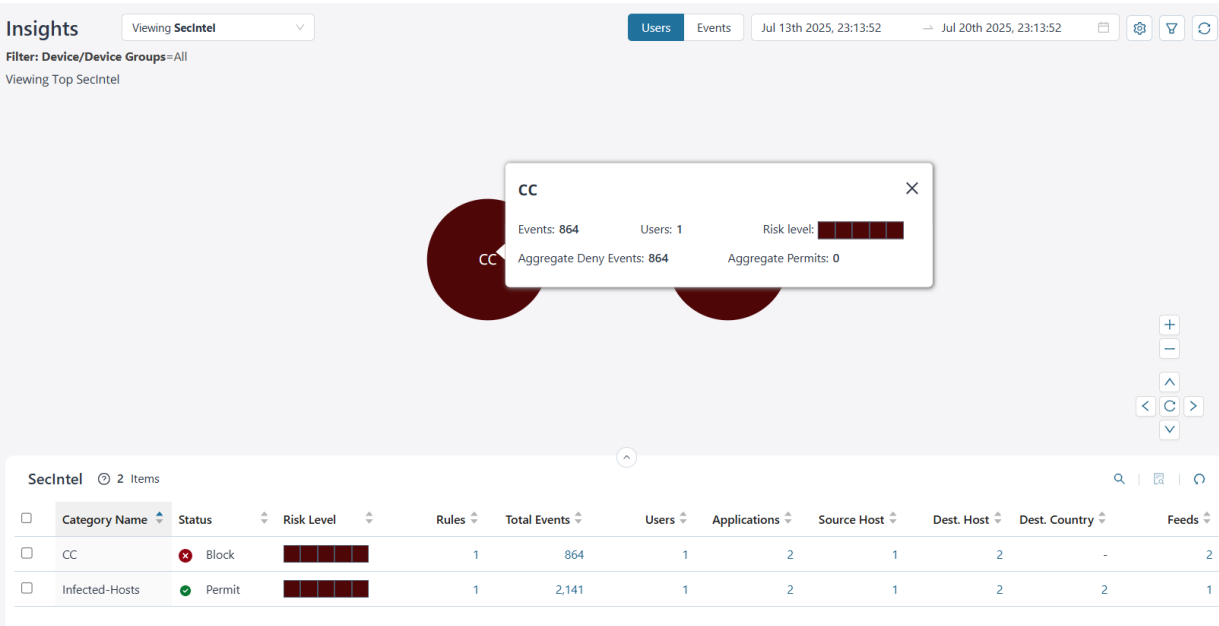 Insights
Viewing SecIntel
Users
Events
Jul 13th 2025, 23:13:52
Jul 20th 2025, 23:13:52
Filter: Device/Device Groups=All
Viewing Top SecIntel
CC
CC
Events: 864
Users: 1
Risk level:
Aggregate Deny Events: 864
Aggregate Permits: 0
SecIntel
2 Items
Category Name Status Risk Level Rules Total Events Users Applications Source Host Dest. Host Dest. Country Feeds
CC Block 1 864 1 2 1 2 - 2
Infected-Hosts Permit 1 2,141 1 2 1 2 2 1